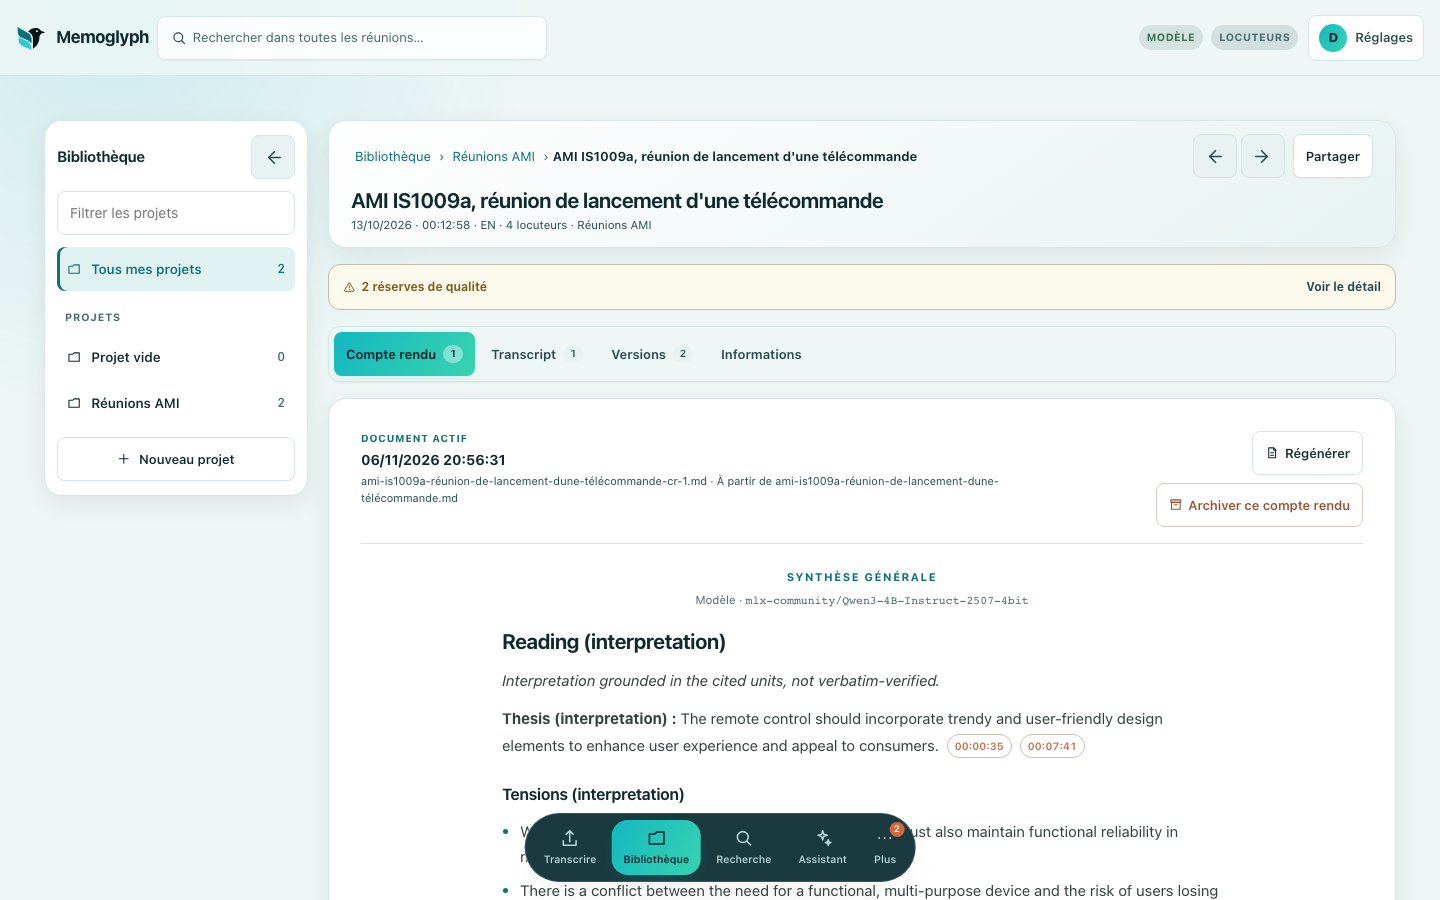 Memoglyph
Rechercher dans toutes les réunions...
MODÈLE
LOCUTEURS
D
Réglages
Bibliothèque
Filtrer les projets
Tous mes projets 2
PROJETS
Projet vide 0
Réunions AMI 2
Nouveau projet
Bibliothèque › Réunions AMI › AMI IS1009a, réunion de lancement d'une télécommande
Partager
AMI IS1009a, réunion de lancement d'une télécommande
13/10/2026 · 00:12:58 · EN · 4 locuteurs · Réunions AMI
2 réserves de qualité
Voir le détail
Compte rendu 1
Transcript 1
Versions 2
Informations
DOCUMENT ACTIF
06/11/2026 20:56:31
ami-is1009a-réunion-de-lancement-dune-télécommande-cr-1.md · À partir de ami-is1009a-réunion-de-lancement-dune-
télécommande.md
Régénérer
Archiver ce compte rendu
SYNTHÈSE GÉNÉRALE
Modèle · mlx-community/Qwen3-4B-Instruct-2507-4bit
Reading (interpretation)
Interpretation grounded in the cited units, not verbatim-verified.
Thesis (interpretation) : The remote control should incorporate trendy and user-friendly design
elements to enhance user experience and appeal to consumers. 00:00:35 00:07:41
Tensions (interpretation)
ust also maintain functional reliability in
There is a conflict between the need for a functional, multi-purpose device and the risk of users losing
Transcrire
Bibliothèque
Recherche
Assistant
Plus
2